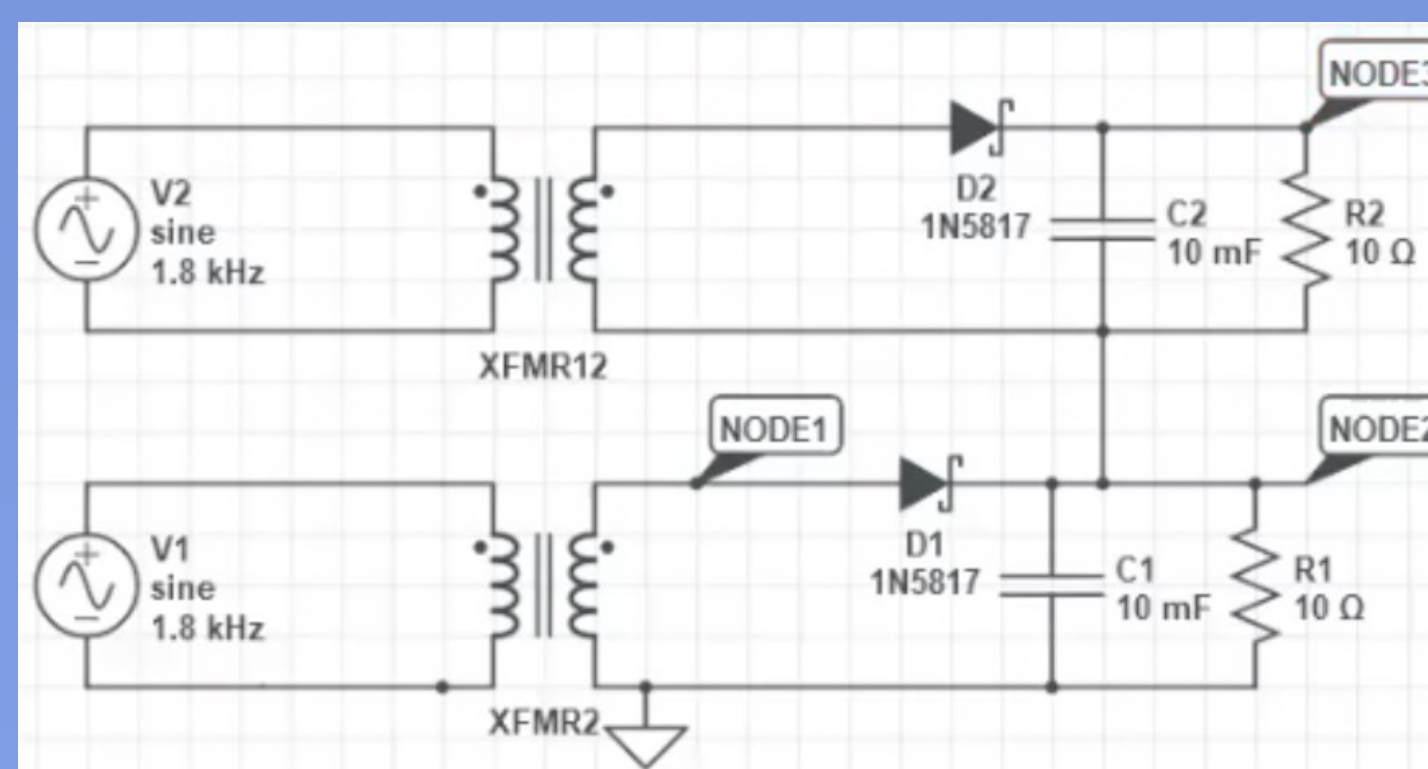 NODE3
V2
sine
1.8 kHz
D2
1N5817
C2
10 mF
R2
10 Ω
XFMR12
NODE1
NODE2
V1
sine
1.8 kHz
D1
1N5817
C1
10 mF
R1
10 Ω
XFMR2